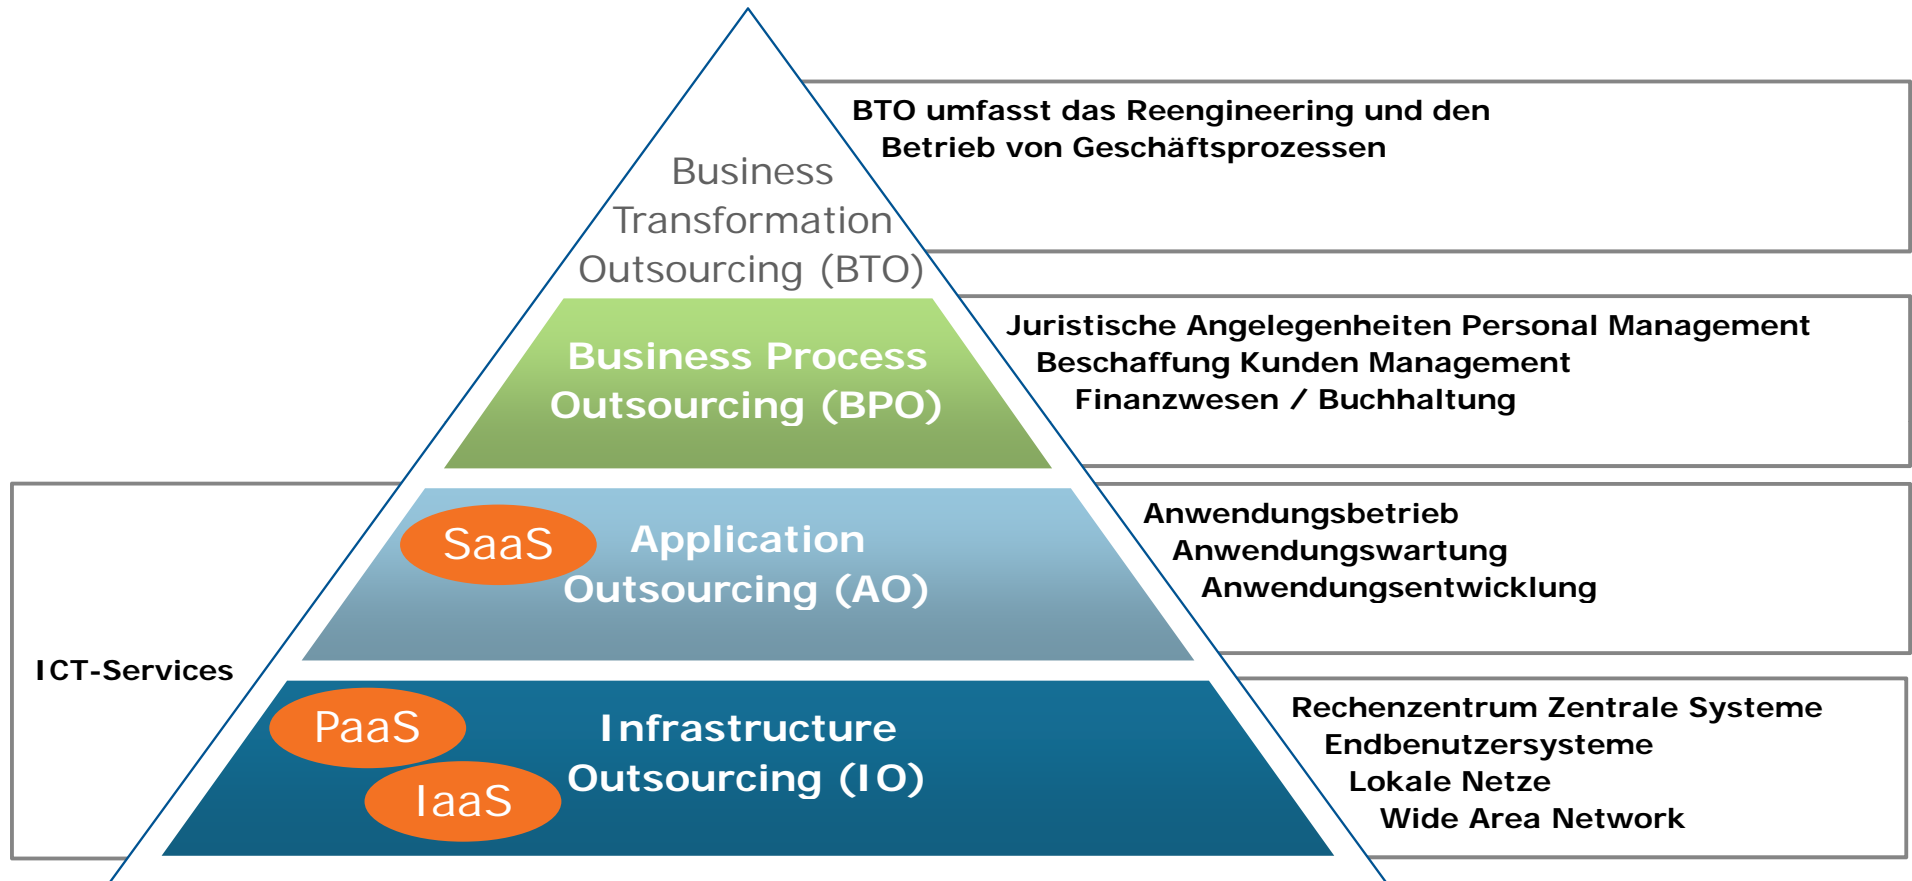 BTO umfasst das Reengineering und den
Betrieb von Geschäftsprozessen
Business
Transformation
Outsourcing (BTO)
Juristische Angelegenheiten Personal Management
Beschaffung Kunden Management
Finanzwesen / Buchhaltung
Business Process
Outsourcing (BPO)
Anwendungsbetrieb
Anwendungswartung
Anwendungsentwicklung
SaaS
Application
Outsourcing (AO)
ICT-Services
PaaS
IaaS
Infrastructure
Outsourcing (IO)
Rechenzentrum Zentrale Systeme
Endbenutzersysteme
Lokale Netze
Wide Area Network